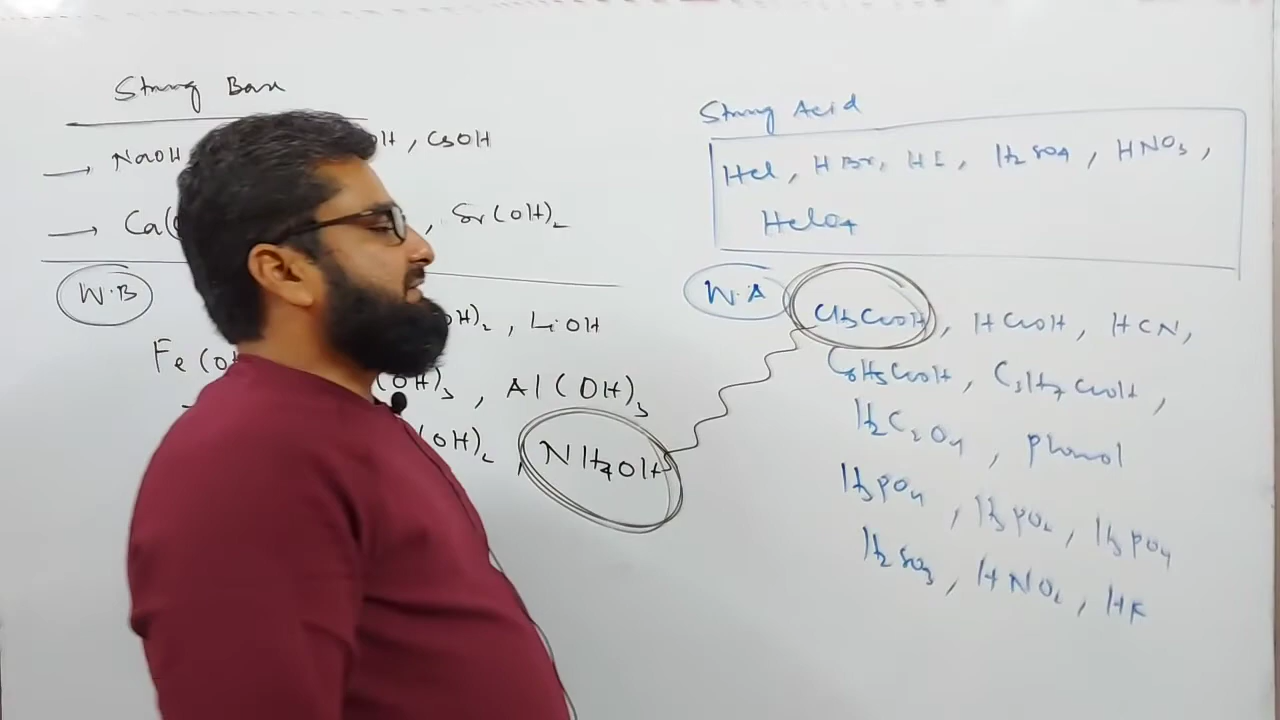 Strong Base
→ NaOH OH, CsOH
→ Ca( , Sr(OH)₂
W.B
OH)₂, LiOH
Fe(OH (OH)₃, Al(OH)₃
(OH)₂, NH₄OH
Strong Acid
HCl, HBr, HI, H₂SO₄, HNO₃,
HClO₄
W.A CH₃COOH, HCOOH, HCN,
C₆H₅COOH, C₃H₇COOH,
H₂C₂O₄, phenol
H₃PO₄, H₃PO₂, H₃PO₄
H₂SO₃, HNO₂, HF